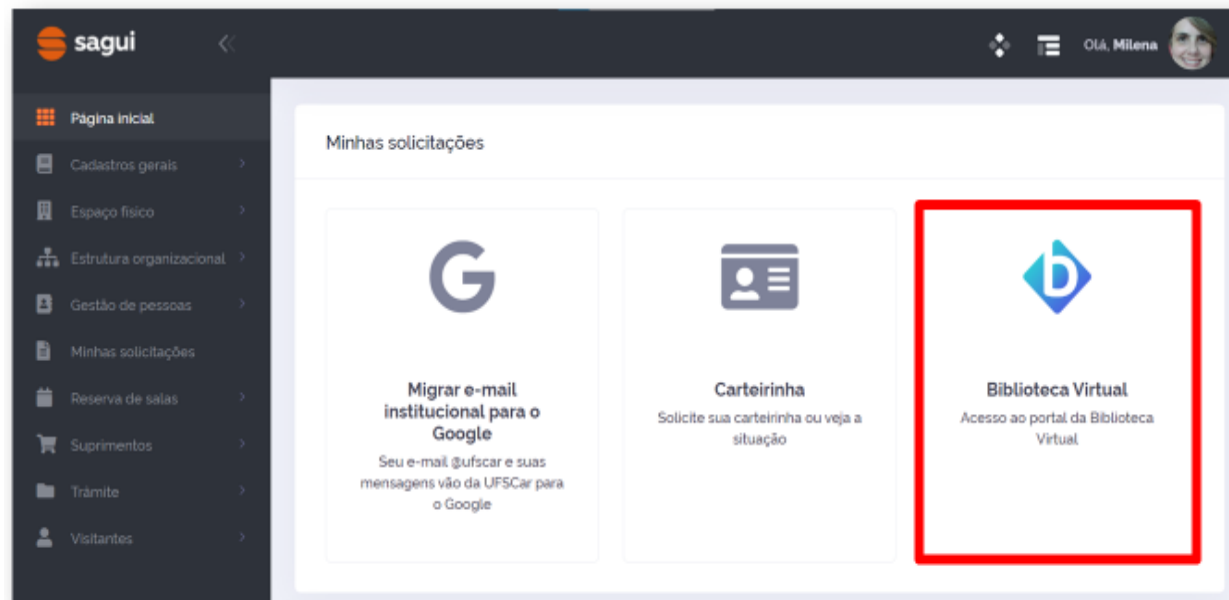 sagui
Olá, Milena
Página inicial
Cadastros gerais
Espaço físico
Estrutura organizacional
Gestão de pessoas
Minhas solicitações
Reserva de salas
Suprimentos
Trâmite
Visitantes
Minhas solicitações
Migrar e-mail
institucional para o
Google
Seu e-mail @ufscar e suas
mensagens vão da UFSCar para
o Google
Carteirinha
Solicite sua carteirinha ou veja a
situação
Biblioteca Virtual
Acesso ao portal da Biblioteca
Virtual